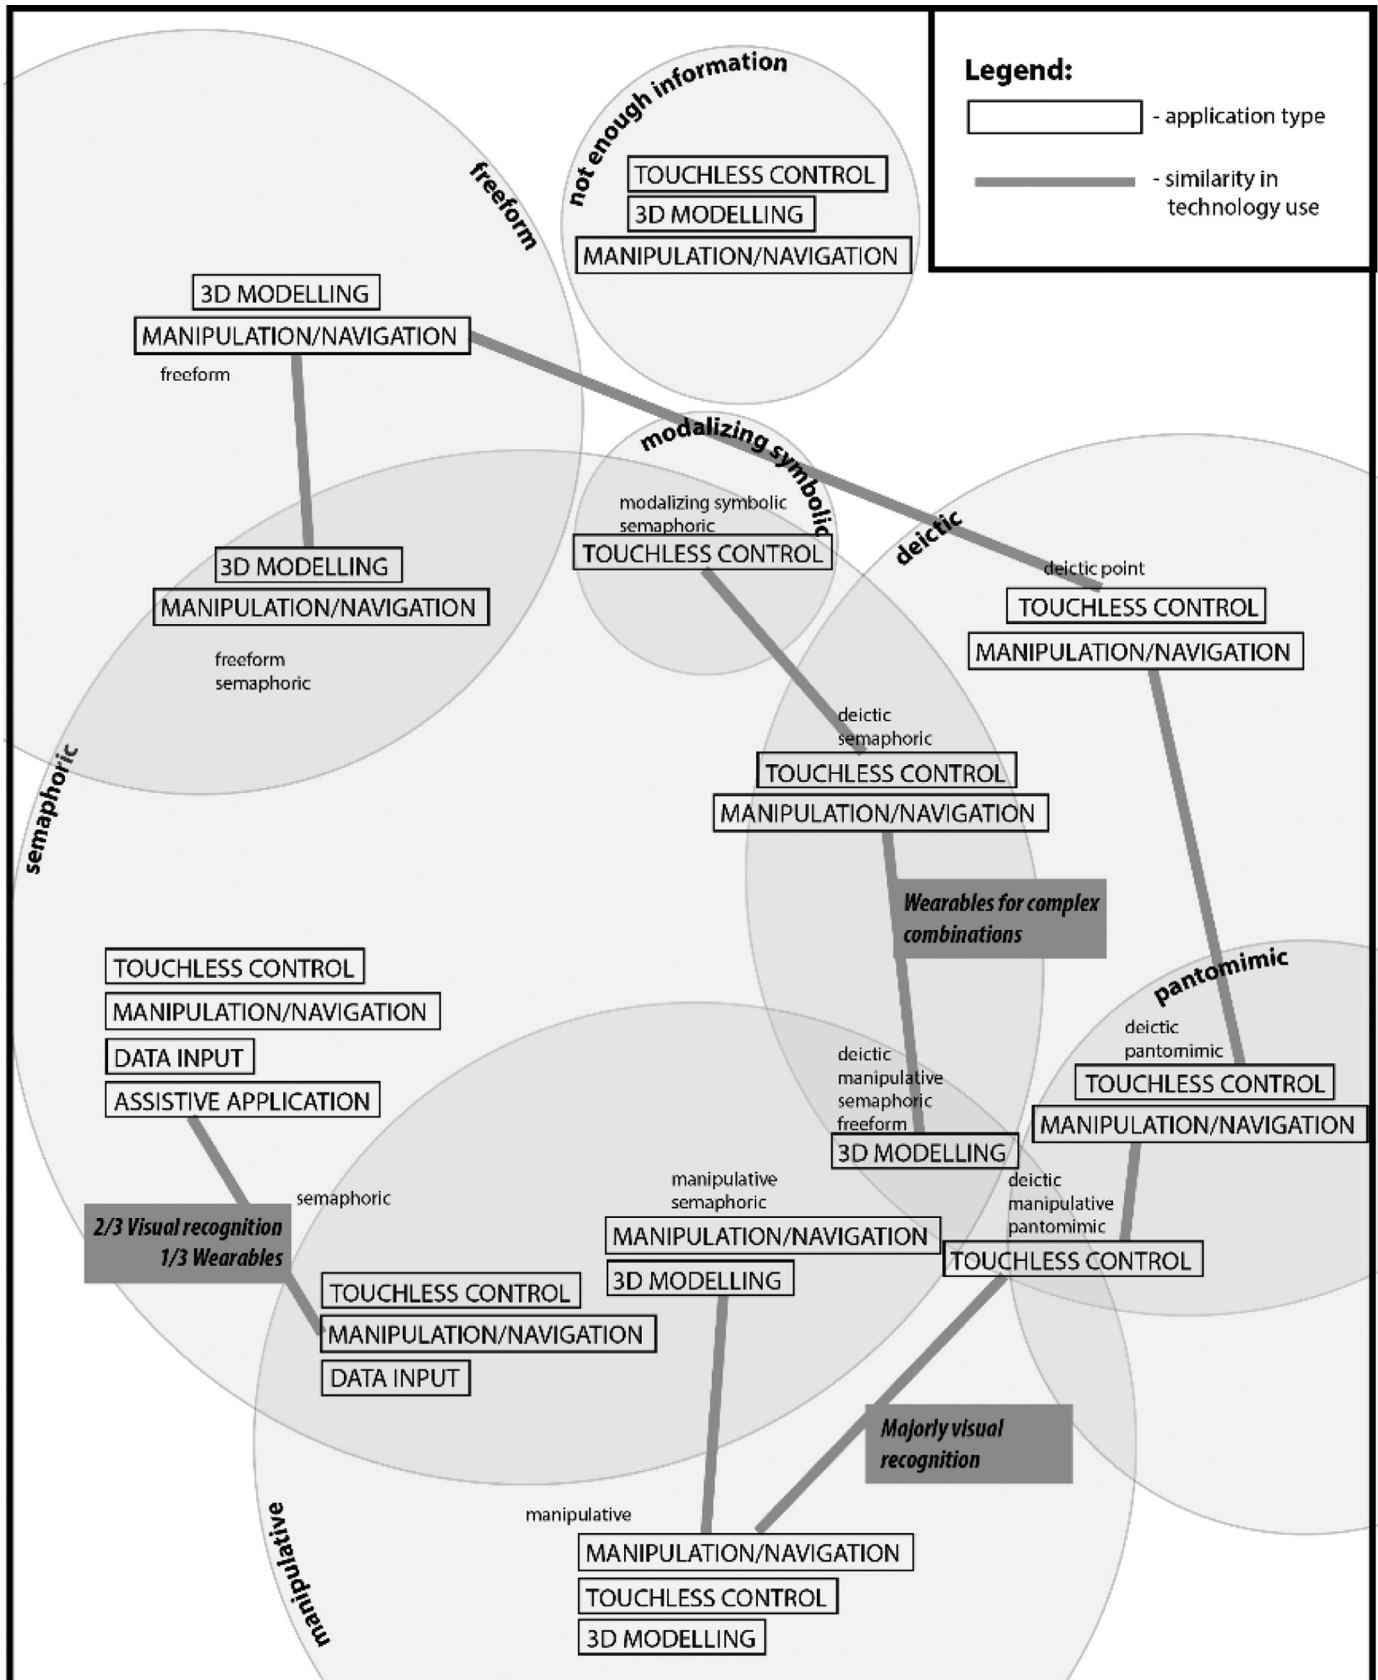 Legend:
- application type
- similarity in
technology use
not enough information
TOUCHLESS CONTROL
3D MODELLING
MANIPULATION/NAVIGATION
freeform
3D MODELLING
MANIPULATION/NAVIGATION
freeform
modalizing symbolic
modalizing symbolic
semaphoric
TOUCHLESS CONTROL
deictic
deictic point
TOUCHLESS CONTROL
MANIPULATION/NAVIGATION
3D MODELLING
MANIPULATION/NAVIGATION
freeform
semaphoric
semaphoric
deictic
semaphoric
TOUCHLESS CONTROL
MANIPULATION/NAVIGATION
Wearables for complex
combinations
TOUCHLESS CONTROL
MANIPULATION/NAVIGATION
DATA INPUT
ASSISTIVE APPLICATION
pantomimic
deictic
pantomimic
TOUCHLESS CONTROL
MANIPULATION/NAVIGATION
deictic
manipulative
semaphoric
freeform
3D MODELLING
deictic
manipulative
pantomimic
TOUCHLESS CONTROL
manipulative
semaphoric
MANIPULATION/NAVIGATION
3D MODELLING
semaphoric
2/3 Visual recognition
1/3 Wearables
TOUCHLESS CONTROL
MANIPULATION/NAVIGATION
DATA INPUT
Majorly visual
recognition
manipulative
manipulative
MANIPULATION/NAVIGATION
TOUCHLESS CONTROL
3D MODELLING